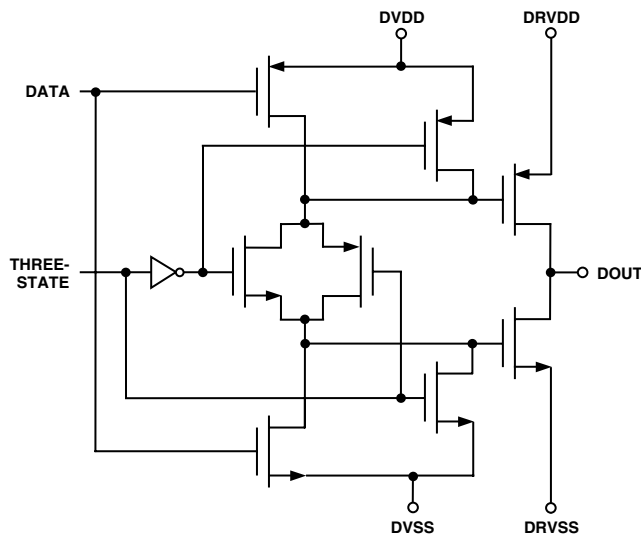 DVDD
DRVDD
DATA
THREE-
STATE
DOUT
DVSS
DRVSS